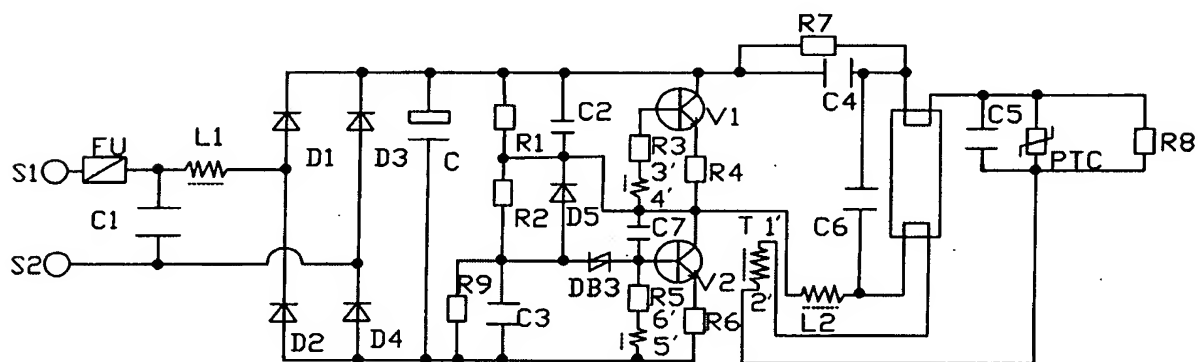 R7
C4
V1
C2
R1
R3
3'
4'
R4
C5
PTC
R8
FU
L1
D1
D3
C
S1
C1
R2
D5
C7
C6
T 1'
2'
S2
R9
DB3
V2
C3
R5
6'
5'
R6
L2
D2
D4